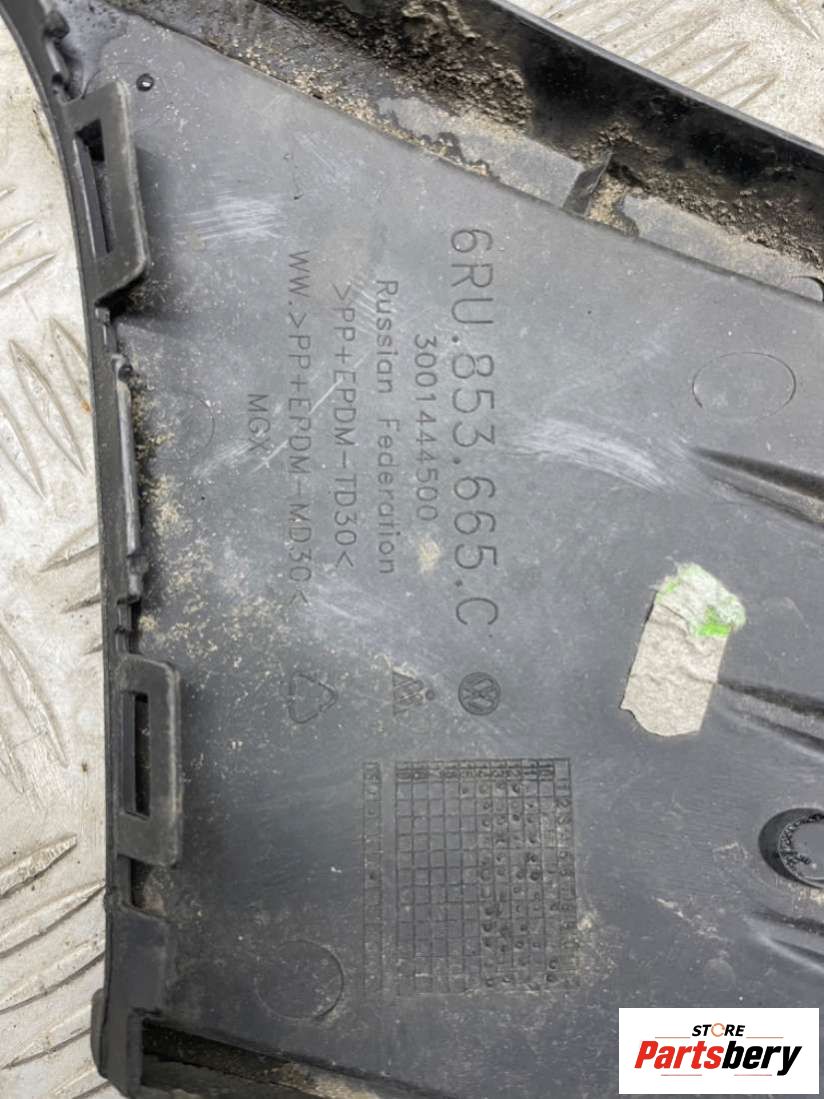 6RU.853.665.C
3001444500
Russian Federation
>PP+EPDM-TD30<
WW.>PP+EPDM-MD30<
MGX
STORE
Partsbery